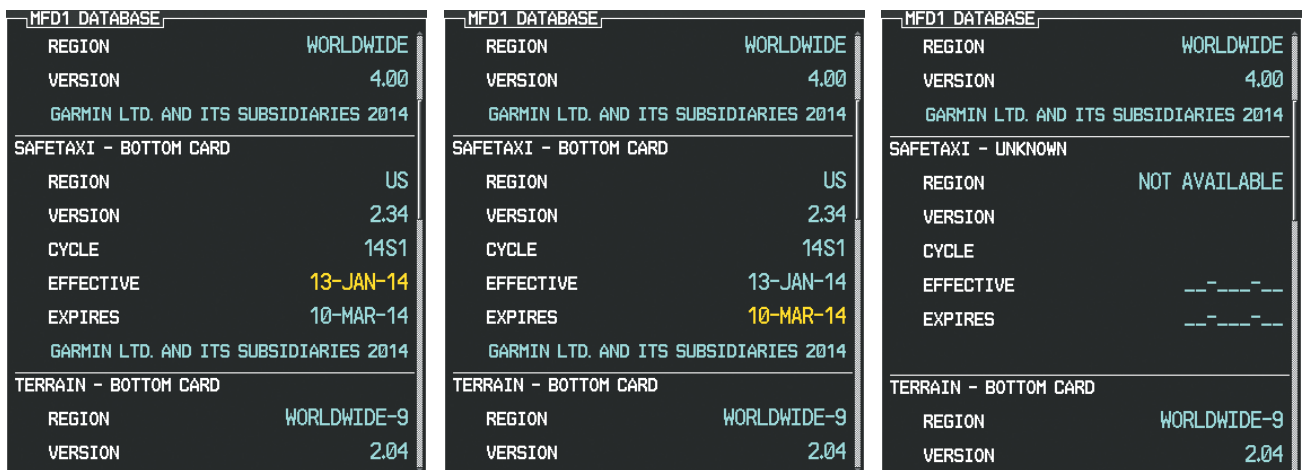 MFD1 DATABASE
REGION WORLDWIDE
VERSION 4.00
GARMIN LTD. AND ITS SUBSIDIARIES 2014
SAFETAXI - BOTTOM CARD
REGION US
VERSION 2.34
CYCLE 14S1
EFFECTIVE 13-JAN-14
EXPIRES 10-MAR-14
GARMIN LTD. AND ITS SUBSIDIARIES 2014
TERRAIN - BOTTOM CARD
REGION WORLDWIDE-9
VERSION 2.04
MFD1 DATABASE
REGION WORLDWIDE
VERSION 4.00
GARMIN LTD. AND ITS SUBSIDIARIES 2014
SAFETAXI - BOTTOM CARD
REGION US
VERSION 2.34
CYCLE 14S1
EFFECTIVE 13-JAN-14
EXPIRES 10-MAR-14
GARMIN LTD. AND ITS SUBSIDIARIES 2014
TERRAIN - BOTTOM CARD
REGION WORLDWIDE-9
VERSION 2.04
MFD1 DATABASE
REGION WORLDWIDE
VERSION 4.00
GARMIN LTD. AND ITS SUBSIDIARIES 2014
SAFETAXI - UNKNOWN
REGION NOT AVAILABLE
VERSION
CYCLE
EFFECTIVE __-___-__
EXPIRES __-___-__
TERRAIN - BOTTOM CARD
REGION WORLDWIDE-9
VERSION 2.04